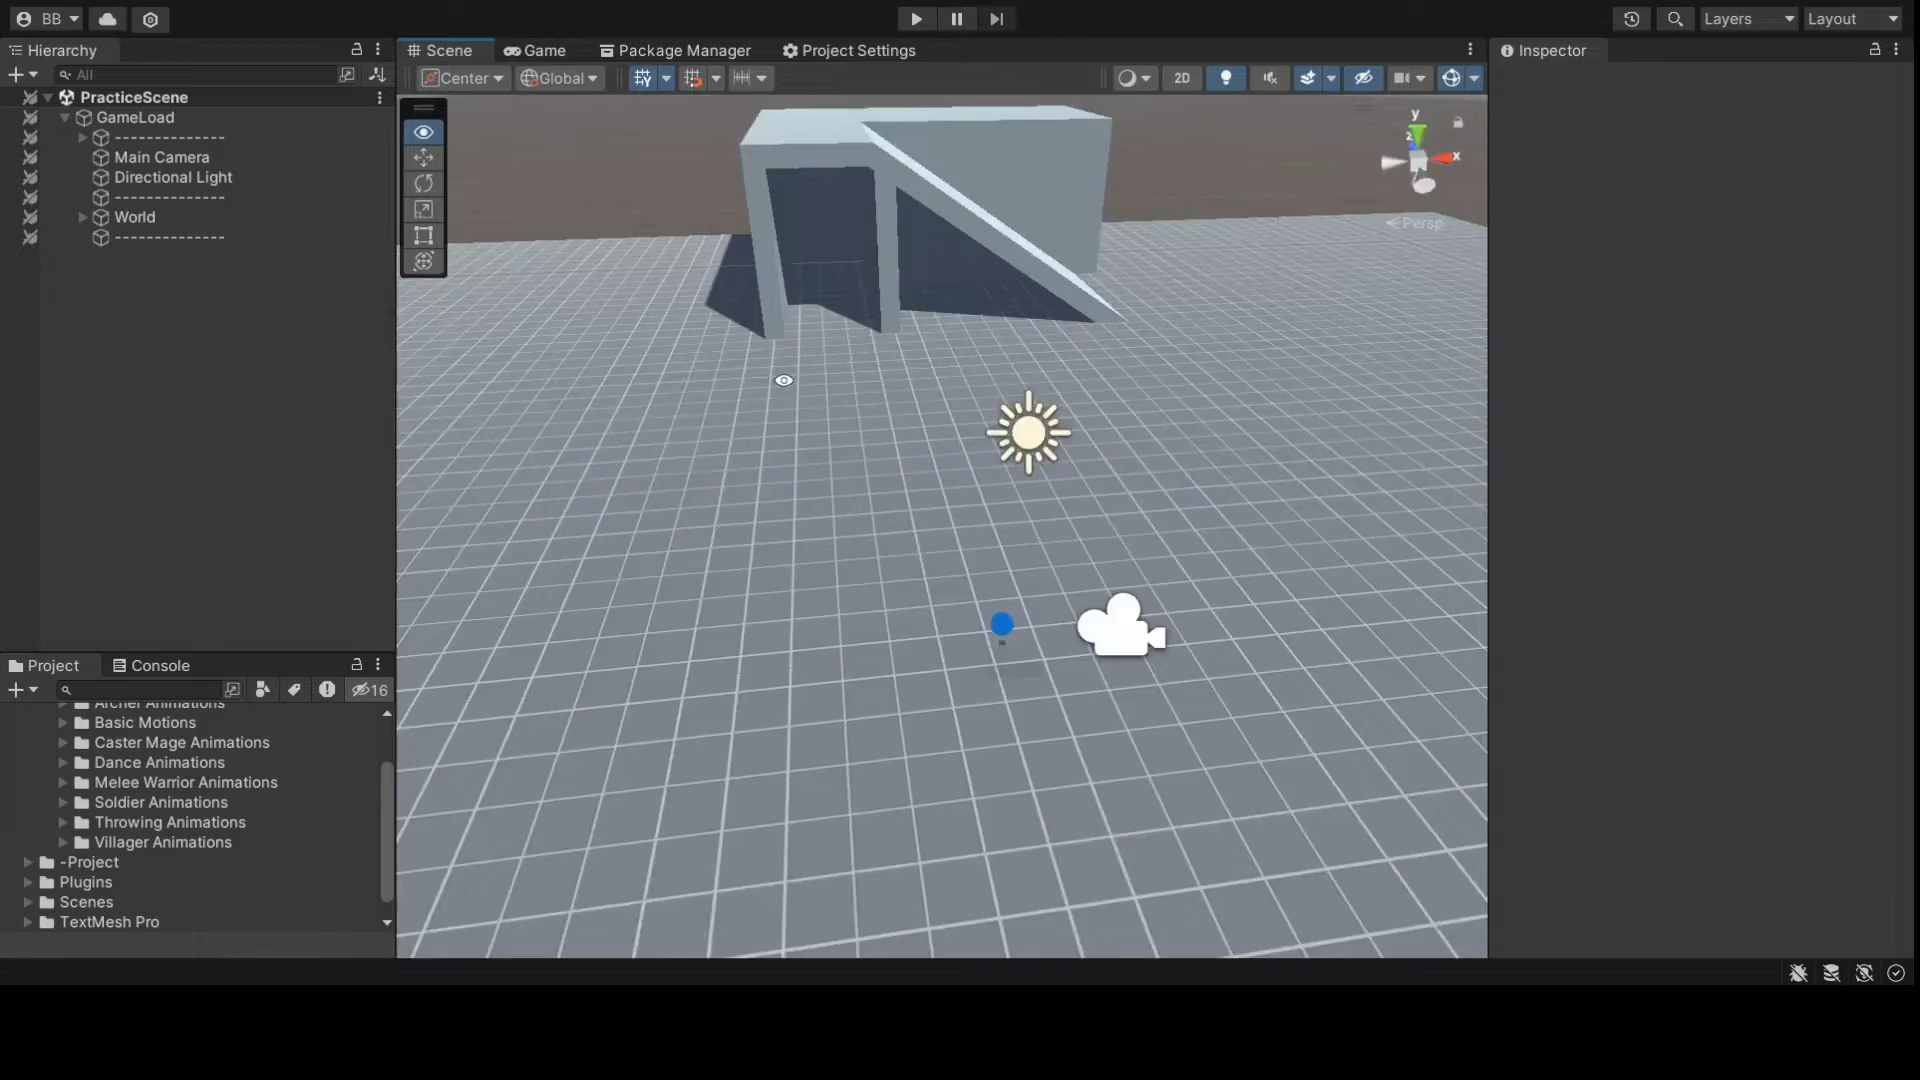 BB
Layers
Layout
Hierarchy
Scene
Game
Package Manager
Project Settings
Inspector
All
Center
Global
2D
PracticeScene
GameLoad
---------------
Main Camera
Directional Light
---------------
World
---------------
y
z
x
Persp
Project
Console
16
Archer Animations
Basic Motions
Caster Mage Animations
Dance Animations
Melee Warrior Animations
Soldier Animations
Throwing Animations
Villager Animations
-Project
Plugins
Scenes
TextMesh Pro